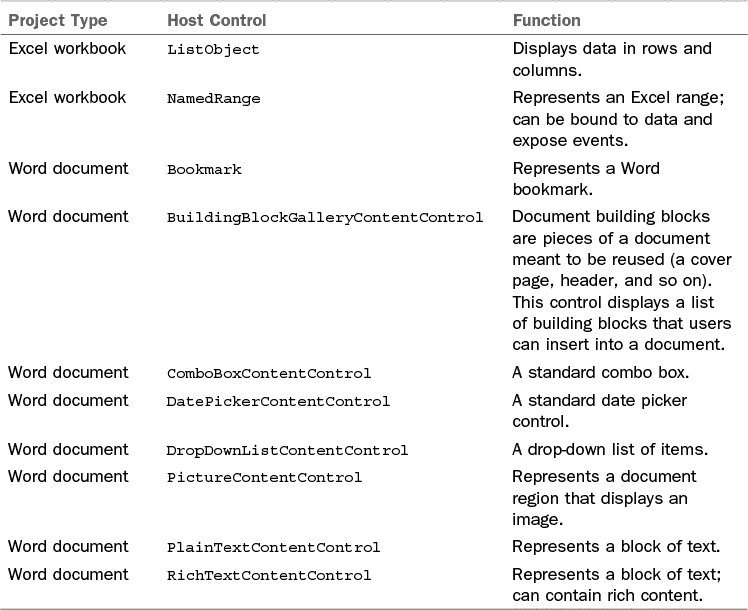 Project Type Host Control Function
Excel workbook ListObject Displays data in rows and
columns.
Excel workbook NamedRange Represents an Excel range;
can be bound to data and
expose events.
Word document Bookmark Represents a Word
bookmark.
Word document BuildingBlockGalleryContentControl Document building blocks
are pieces of a document
meant to be reused (a cover
page, header, and so on).
This control displays a list
of building blocks that users
can insert into a document.
Word document ComboBoxContentControl A standard combo box.
Word document DatePickerContentControl A standard date picker
control.
Word document DropDownListContentControl A drop-down list of items.
Word document PictureContentControl Represents a document
region that displays an
image.
Word document PlainTextContentControl Represents a block of text.
Word document RichTextContentControl Represents a block of text;
can contain rich content.